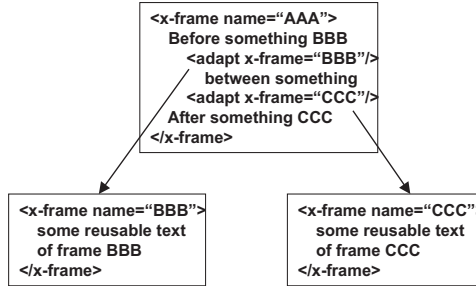 <x-frame name=“AAA”>
Before something BBB
<adapt x-frame=“BBB”/>
between something
<adapt x-frame=“CCC”/>
After something CCC
</x-frame>
<x-frame name=“BBB”>
some reusable text
of frame BBB
</x-frame>
<x-frame name=“CCC”
some reusable text
of frame CCC
</x-frame>